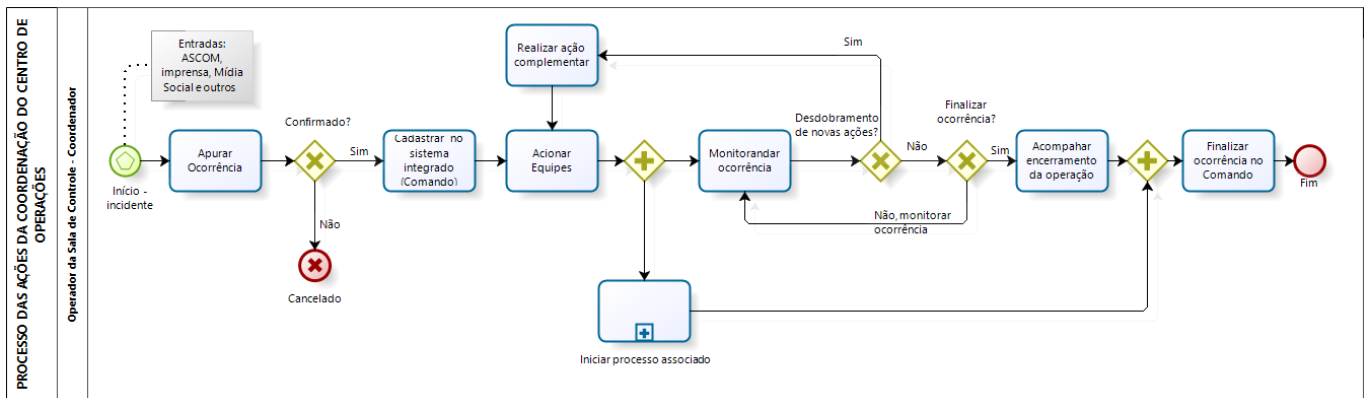 PROCESSO DAS AÇÕES DA COORDENAÇÃO DO CENTRO DE
OPERAÇÕES
Operador da Sala de Controle - Coordenador
Entradas:
ASCOM,
imprensa, Mídia
Social e outros
Início -
incidente
Apurar
Ocorrência
Confirmado?
Sim
Não
Cancelado
Cadastrar no
sistema
integrado
(Comando)
Realizar ação
complementar
Acionar
Equipes
Iniciar processo associado
Monitorandar
ocorrência
Desdobramento
de novas ações?
Sim
Não
Finalizar
ocorrência?
Sim
Não, monitorar
ocorrência
Acompahar
encerramento
da operação
Finalizar
ocorrência no
Comando
Fim